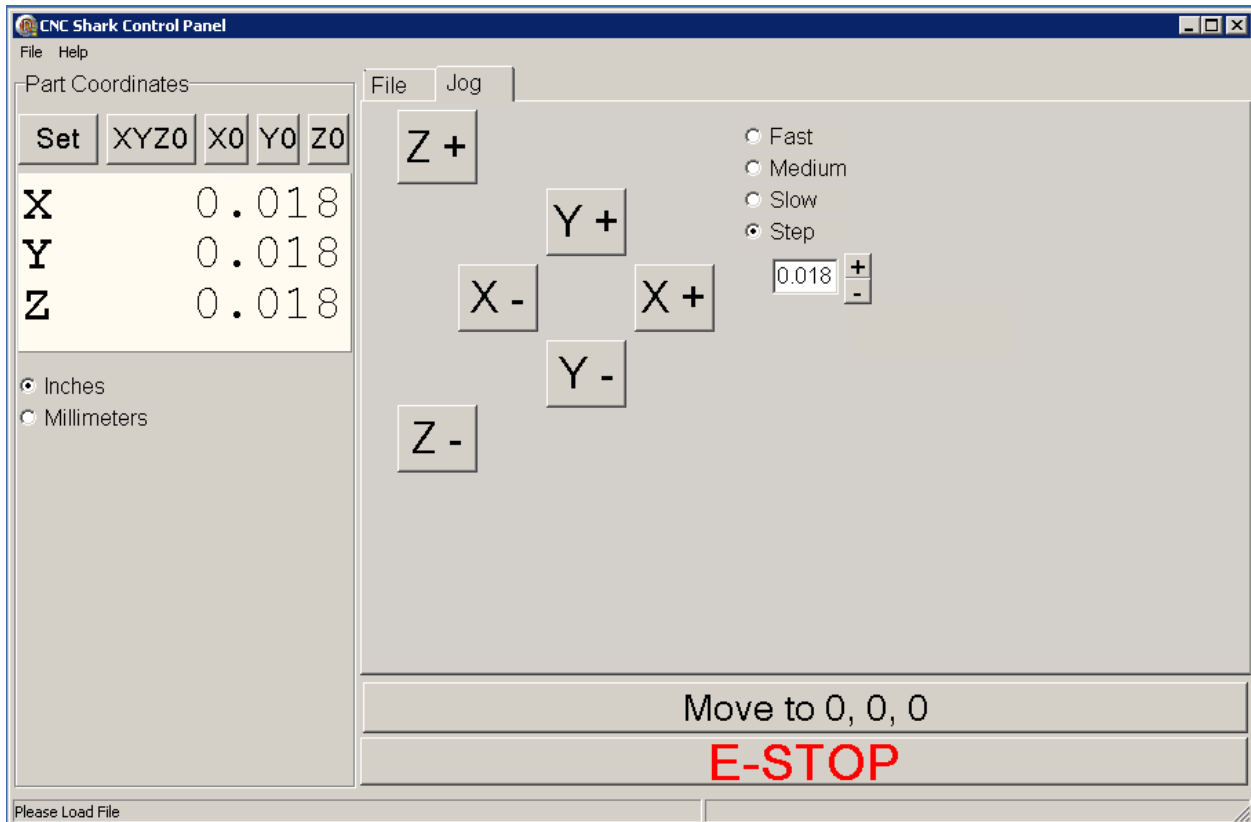 CNC Shark Control Panel
File Help
Part Coordinates
Set XYZ0 X0 Y0 Z0
X 0.018
Y 0.018
Z 0.018
Inches
Millimeters
File Jog
Z +
Y +
X - X +
Y -
Z -
Fast
Medium
Slow
Step
0.018 + -
Move to 0, 0, 0
E-STOP
Please Load File